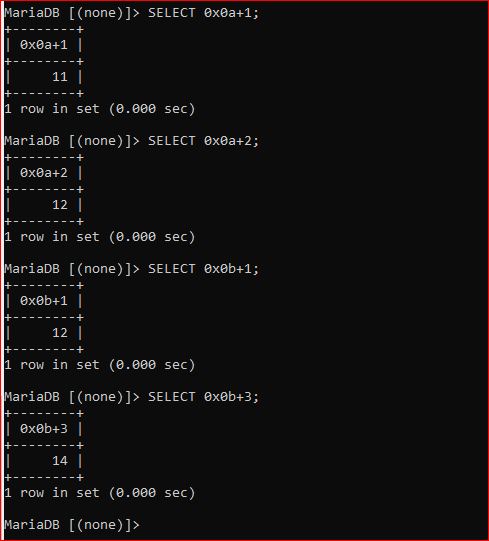 MariaDB [(none)]> SELECT 0x0a+1;
+--------+
| 0x0a+1 |
+--------+
|     11 |
+--------+
1 row in set (0.000 sec)

MariaDB [(none)]> SELECT 0x0a+2;
+--------+
| 0x0a+2 |
+--------+
|     12 |
+--------+
1 row in set (0.000 sec)

MariaDB [(none)]> SELECT 0x0b+1;
+--------+
| 0x0b+1 |
+--------+
|     12 |
+--------+
1 row in set (0.000 sec)

MariaDB [(none)]> SELECT 0x0b+3;
+--------+
| 0x0b+3 |
+--------+
|     14 |
+--------+
1 row in set (0.000 sec)

MariaDB [(none)]>